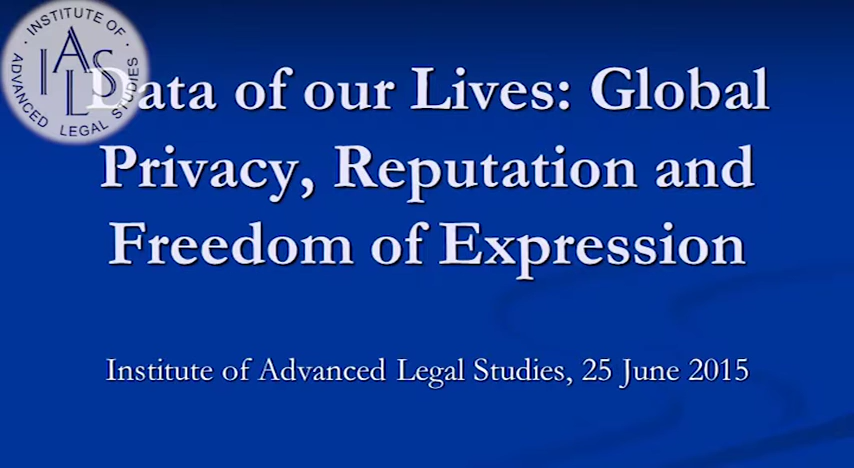 INSTITUTE OF
ADVANCED LEGAL STUDIES
IALS
Data of our Lives: Global
Privacy, Reputation and
Freedom of Expression
Institute of Advanced Legal Studies, 25 June 2015